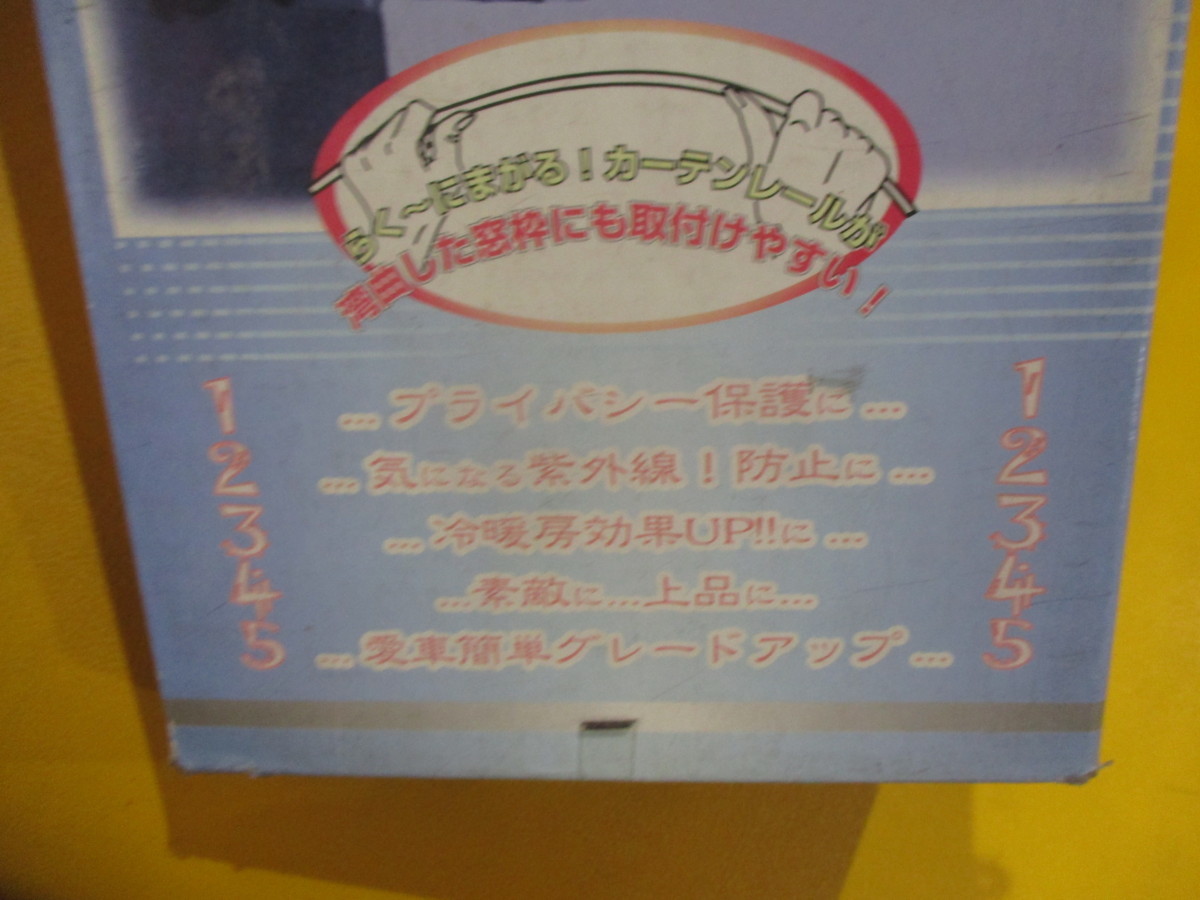 らく～にまがる！カーテンレールが
湾曲した窓枠にも取付けやすい！
1 …プライバシー保護に… 1
2 …気になる紫外線！防止に… 2
3 …冷暖房効果UP!!に… 3
4 …素敵に…上品に… 4
5 …愛車簡単グレードアップ… 5